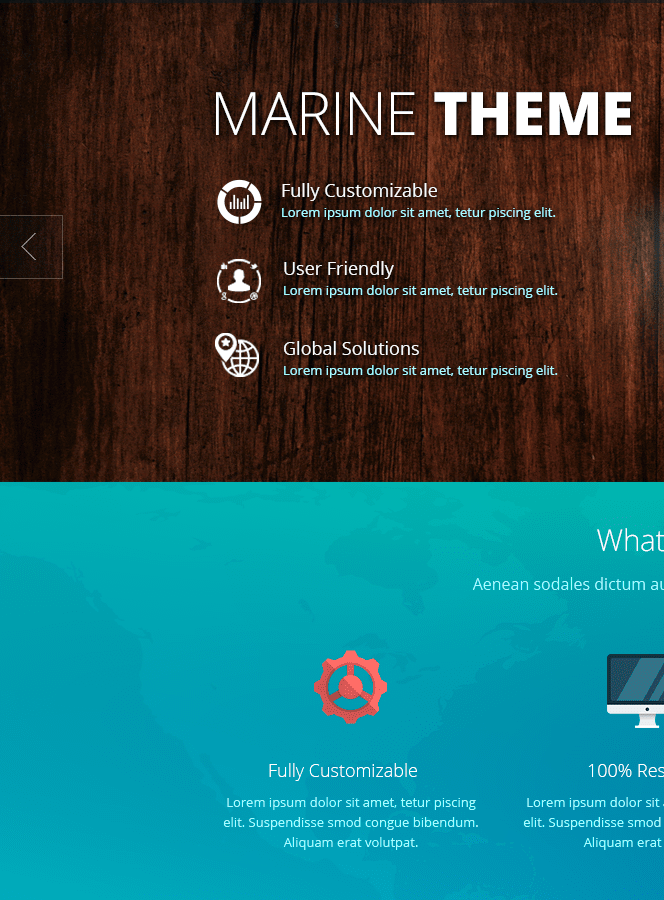 MARINE THEME
Fully Customizable
Lorem ipsum dolor sit amet, tetur piscing elit.
User Friendly
Lorem ipsum dolor sit amet, tetur piscing elit.
Global Solutions
Lorem ipsum dolor sit amet, tetur piscing elit.
What
Aenean sodales dictum au
Fully Customizable
Lorem ipsum dolor sit amet, tetur piscing
elit. Suspendisse smod congue bibendum.
Aliquam erat volutpat.
100% Res
Lorem ipsum dolor sit
elit. Suspendisse smod
Aliquam erat